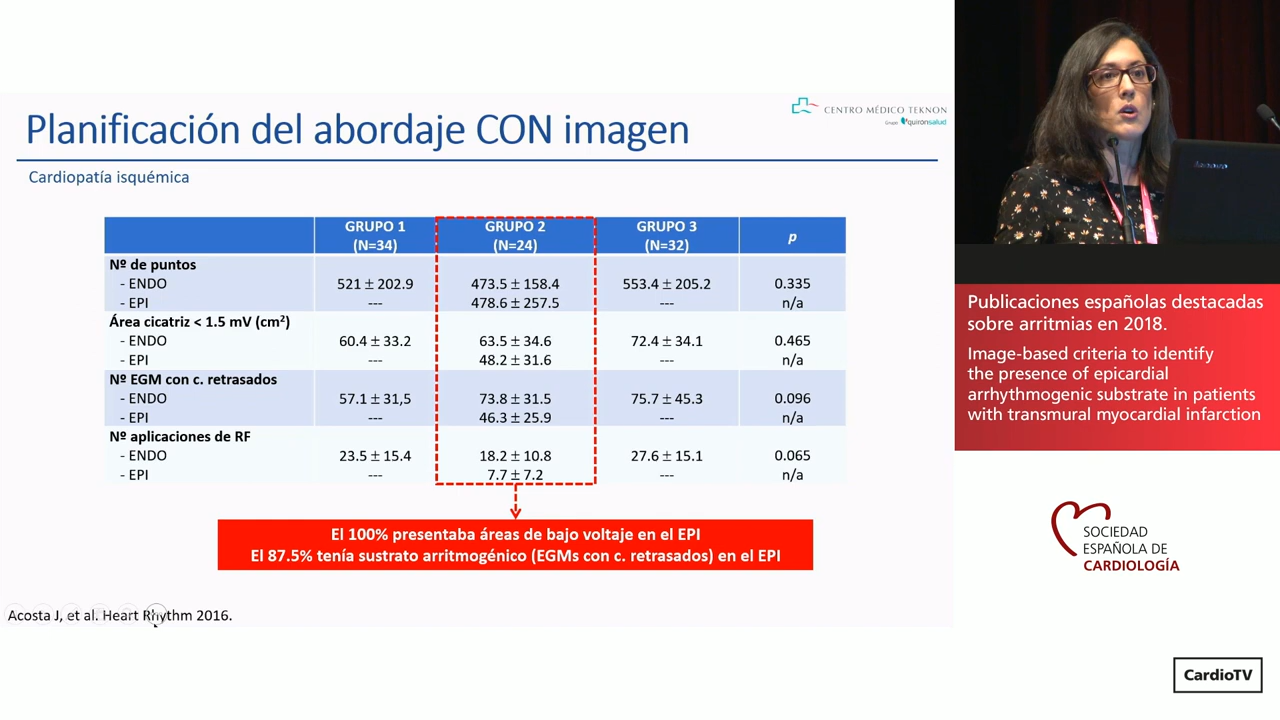 Planificación del abordaje CON imagen
CENTRO MÉDICO TEKNON
Grupo quironsalud
Cardiopatía isquémica
GRUPO 1 (N=34) GRUPO 2 (N=24) GRUPO 3 (N=32) p
Nº de puntos
- ENDO 521 ± 202.9 473.5 ± 158.4 553.4 ± 205.2 0.335
- EPI --- 478.6 ± 257.5 --- n/a
Área cicatriz < 1.5 mV (cm²)
- ENDO 60.4 ± 33.2 63.5 ± 34.6 72.4 ± 34.1 0.465
- EPI --- 48.2 ± 31.6 --- n/a
Nº EGM con c. retrasados
- ENDO 57.1 ± 31,5 73.8 ± 31.5 75.7 ± 45.3 0.096
- EPI --- 46.3 ± 25.9 --- n/a
Nº aplicaciones de RF
- ENDO 23.5 ± 15.4 18.2 ± 10.8 27.6 ± 15.1 0.065
- EPI --- 7.7 ± 7.2 --- n/a
El 100% presentaba áreas de bajo voltaje en el EPI
El 87.5% tenía sustrato arritmogénico (EGMs con c. retrasados) en el EPI
Acosta J, et al. Heart Rhythm 2016.
lenovo
Publicaciones españolas destacadas
sobre arritmias en 2018.
Image-based criteria to identify
the presence of epicardial
arrhythmogenic substrate in patients
with transmural myocardial infarction
SOCIEDAD
ESPAÑOLA DE
CARDIOLOGÍA
CardioTV